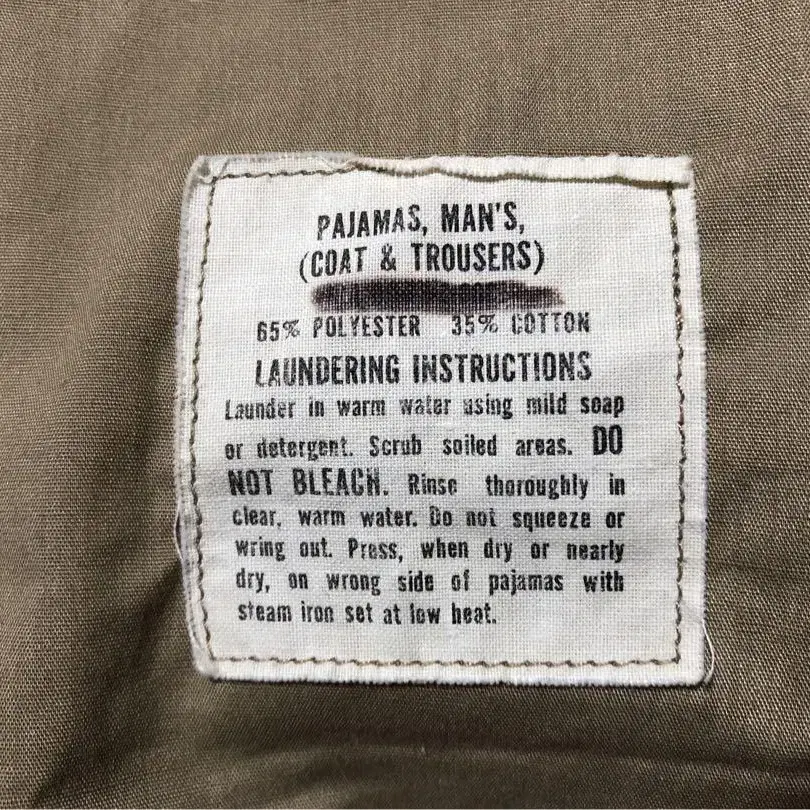 PAJAMAS, MAN'S,
(COAT & TROUSERS)
65% POLYESTER 35% COTTON
LAUNDERING INSTRUCTIONS
Launder in warm water using mild soap
or detergent. Scrub soiled areas. DO
NOT BLEACH. Rinse thoroughly in
clear, warm water. Do not squeeze or
wring out. Press, when dry or nearly
dry, on wrong side of pajamas with
steam iron set at low heat.